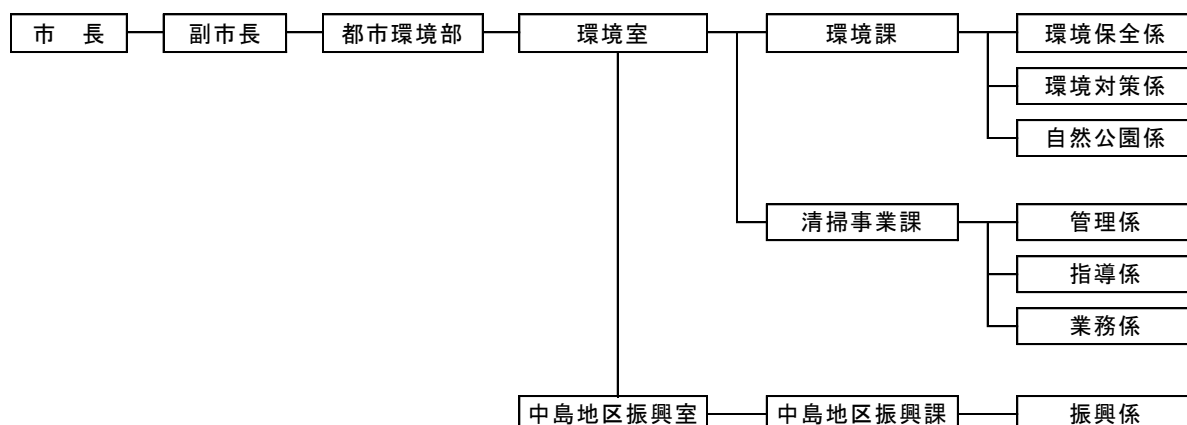 市　長
副市長
都市環境部
環境室
環境課
環境保全係
環境対策係
自然公園係
清掃事業課
管理係
指導係
業務係
中島地区振興室
中島地区振興課
振興係